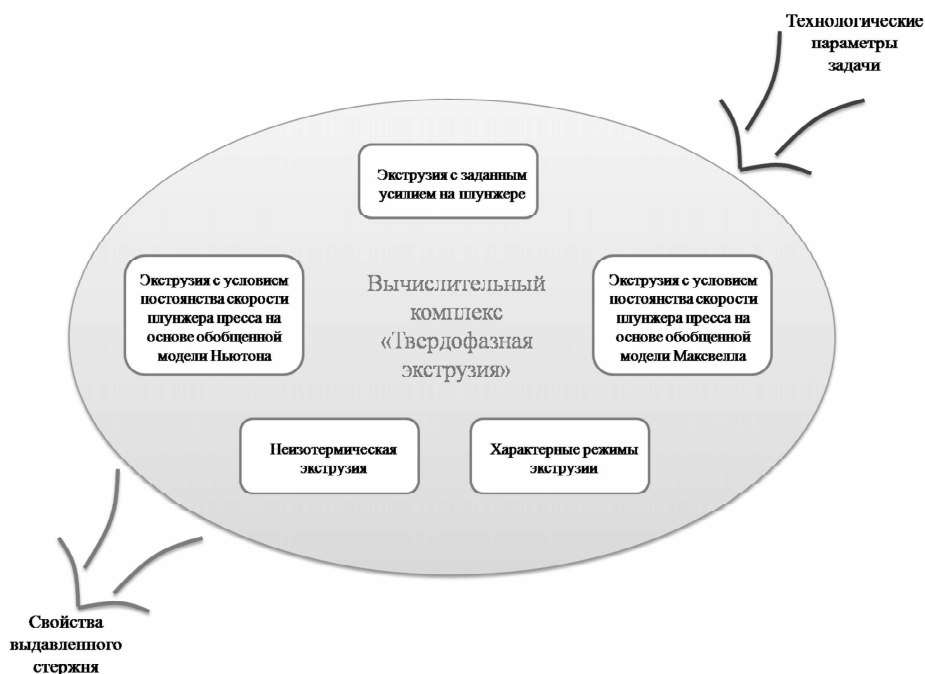 Технологические
параметры
задачи
Экструзия с заданным
усилием на плунжере
Экструзия с условием
постоянства скорости
плунжера пресса на
основе обобщенной
модели Ньютона
Вычислительный
комплекс
«Твердофазная
экструзия»
Экструзия с условием
постоянства скорости
плунжера пресса на
основе обобщенной
модели Максвелла
Неизотермическая
экструзия
Характерные режимы
экструзии
Свойства
выдавленного
стержня